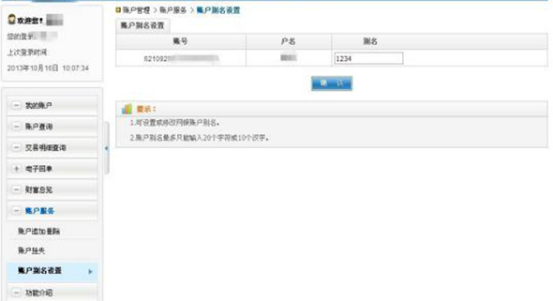 欢迎您！
您的登录
上次登录时间
2013年10月16日 10:07:34
我的账户
账户查询
交易明细查询
电子回单
财富总览
账户服务
账户追加删除
账户挂失
账户别名设置
功能介绍
账户管理 > 账户服务 > 账户别名设置
账户别名设置
账号 户名 别名
621092 1234
确 认
提示：
1.可设置或修改网银账户别名。
2.账户别名最多只能输入20个字符或10个汉字。